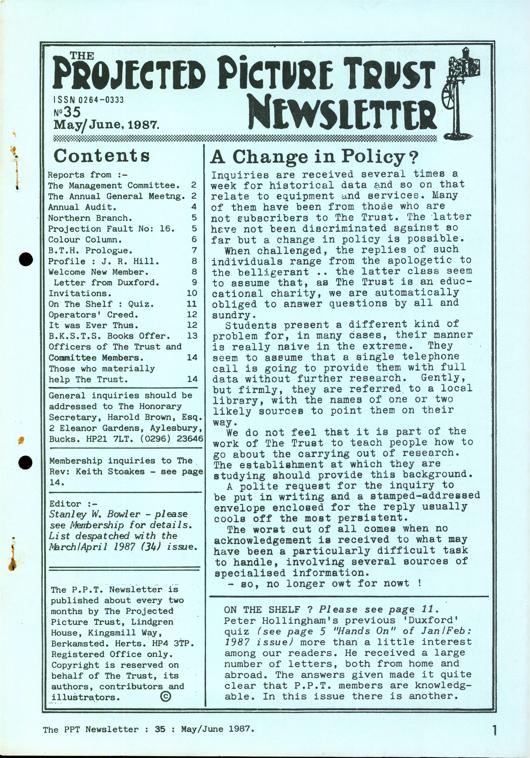 THE
PROJECTED PICTURE TRUST
NEWSLETTER
ISSN 0264-0333
Nº35
May/June, 1987.
Contents
Reports from :-
The Management Committee. 2
The Annual General Meetng. 2
Annual Audit. 4
Northern Branch. 5
Projection Fault No: 16. 5
Colour Column. 6
B.T.H. Prologue. 7
Profile : J. R. Hill. 8
Welcome New Member. 8
Letter from Duxford. 9
Invitations. 10
On The Shelf : Quiz. 11
Operators' Creed. 12
It was Ever Thus. 12
B.K.S.T.S. Books Offer. 13
Officers of The Trust and
Committee Members. 14
Those who materially
help The Trust. 14
General inquiries should be
addressed to The Honorary
Secretary, Harold Brown, Esq.
2 Eleanor Gardens, Aylesbury,
Bucks. HP21 7LT. (0296) 23646
Membership inquiries to The
Rev: Keith Stoakes - see page
14.
Editor :-
Stanley W. Bowler - please
see Membership for details.
List despatched with the
March/April 1987 (34) issue.
The P.P.T. Newsletter is
published about every two
months by The Projected
Picture Trust, Lindgren
House, Kingsmill Way,
Berkamsted. Herts. HP4 3TP.
Registered Office only.
Copyright is reserved on
behalf of The Trust, its
authors, contributors and
illustrators. ©
A Change in Policy?
Inquiries are received several times a
week for historical data and so on that
relate to equipment and services. Many
of them have been from those who are
not subscribers to The Trust. The latter
have not been discriminated against so
far but a change in policy is possible.
When challenged, the replies of such
individuals range from the apologetic to
the belligerant .. the latter class seem
to assume that, as The Trust is an educ-
cational charity, we are automatically
obliged to answer questions by all and
sundry.
Students present a different kind of
problem for, in many cases, their manner
is really naive in the extreme. They
seem to assume that a single telephone
call is going to provide them with full
data without further research. Gently,
but firmly, they are referred to a local
library, with the names of one or two
likely sources to point them on their
way.
We do not feel that it is part of the
work of The Trust to teach people how to
go about the carrying out of research.
The establishment at which they are
studying should provide this background.
A polite request for the inquiry to
be put in writing and a stamped-addressed
envelope enclosed for the reply usually
cools off the most persistent.
The worst cut of all comes when no
acknowledgement is received to what may
have been a particularly difficult task
to handle, involving several sources of
specialised information.
- so, no longer owt for nowt !
ON THE SHELF ? Please see page 11.
Peter Hollingham's previous 'Duxford'
quiz (see page 5 "Hands On" of Jan/Feb:
1987 issue) more than a little interest
among our readers. He received a large
number of letters, both from home and
abroad. The answers given made it quite
clear that P.P.T. members are knowledg-
able. In this issue there is another.
The PPT Newsletter : 35 : May/June 1987.
1